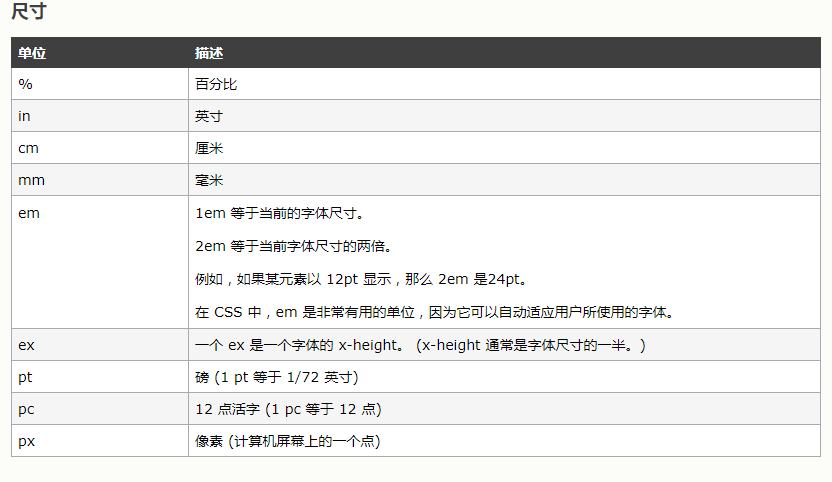 尺寸
单位 描述
% 百分比
in 英寸
cm 厘米
mm 毫米
em 1em 等于当前的字体尺寸。
2em 等于当前字体尺寸的两倍。
例如，如果某元素以 12pt 显示，那么 2em 是24pt。
在 CSS 中，em 是非常有用的单位，因为它可以自动适应用户所使用的字体。
ex 一个 ex 是一个字体的 x-height。 (x-height 通常是字体尺寸的一半。)
pt 磅 (1 pt 等于 1/72 英寸)
pc 12 点活字 (1 pc 等于 12 点)
px 像素 (计算机屏幕上的一个点)